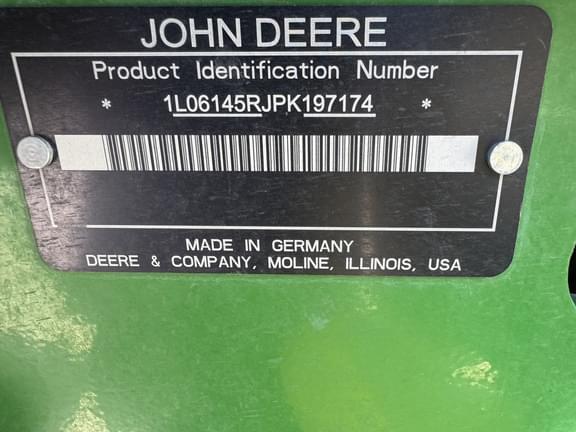 JOHN DEERE
Product Identification Number
* 1L06145RJPK197174 *
MADE IN GERMANY
DEERE & COMPANY, MOLINE, ILLINOIS, USA